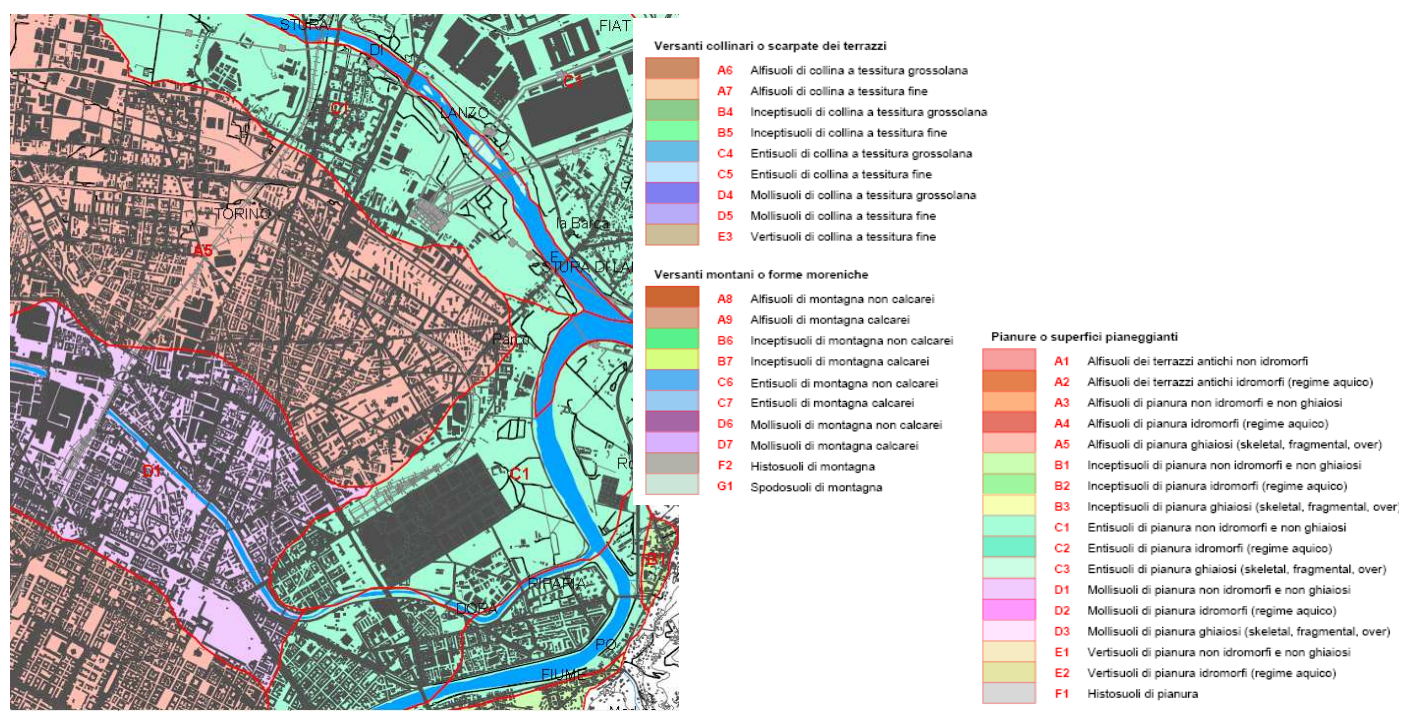 STURA
DI
FIAT
C3
C1
LANZO
la Barca
TORINO
A5
E
STURA DI LA
Parco
D1
C1
Ro
B1
RIPARIA
DORA
PO
FIUME
Versanti collinari o scarpate dei terrazzi
A6 Alfisuoli di collina a tessitura grossolana
A7 Alfisuoli di collina a tessitura fine
B4 Inceptisuoli di collina a tessitura grossolana
B5 Inceptisuoli di collina a tessitura fine
C4 Entisuoli di collina a tessitura grossolana
C5 Entisuoli di collina a tessitura fine
D4 Mollisuoli di collina a tessitura grossolana
D5 Mollisuoli di collina a tessitura fine
E3 Vertisuoli di collina a tessitura fine
Versanti montani o forme moreniche
A8 Alfisuoli di montagna non calcarei
A9 Alfisuoli di montagna calcarei
B6 Inceptisuoli di montagna non calcarei
B7 Inceptisuoli di montagna calcarei
C6 Entisuoli di montagna non calcarei
C7 Entisuoli di montagna calcarei
D6 Mollisuoli di montagna non calcarei
D7 Mollisuoli di montagna calcarei
F2 Histosuoli di montagna
G1 Spodosuoli di montagna
Pianure o superfici pianeggianti
A1 Alfisuoli dei terrazzi antichi non idromorfi
A2 Alfisuoli dei terrazzi antichi idromorfi (regime aquico)
A3 Alfisuoli di pianura non idromorfi e non ghiaiosi
A4 Alfisuoli di pianura idromorfi (regime aquico)
A5 Alfisuoli di pianura ghiaiosi (skeletal, fragmental, over)
B1 Inceptisuoli di pianura non idromorfi e non ghiaiosi
B2 Inceptisuoli di pianura idromorfi (regime aquico)
B3 Inceptisuoli di pianura ghiaiosi (skeletal, fragmental, over)
C1 Entisuoli di pianura non idromorfi e non ghiaiosi
C2 Entisuoli di pianura idromorfi (regime aquico)
C3 Entisuoli di pianura ghiaiosi (skeletal, fragmental, over)
D1 Mollisuoli di pianura non idromorfi e non ghiaiosi
D2 Mollisuoli di pianura idromorfi (regime aquico)
D3 Mollisuoli di pianura ghiaiosi (skeletal, fragmental, over)
E1 Vertisuoli di pianura non idromorfi e non ghiaiosi
E2 Vertisuoli di pianura idromorfi (regime aquico)
F1 Histosuoli di pianura